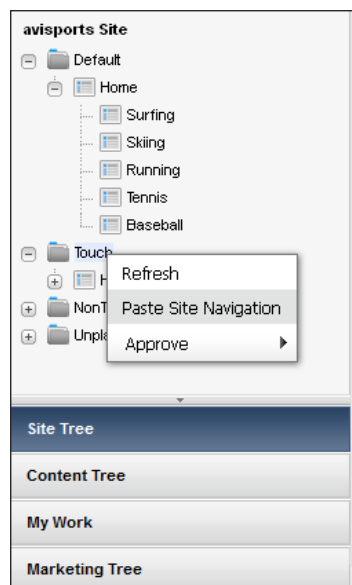 avisports Site
Default
Home
Surfing
Skiing
Running
Tennis
Baseball
Touch
Refresh
Paste Site Navigation
Approve
Site Tree
Content Tree
My Work
Marketing Tree